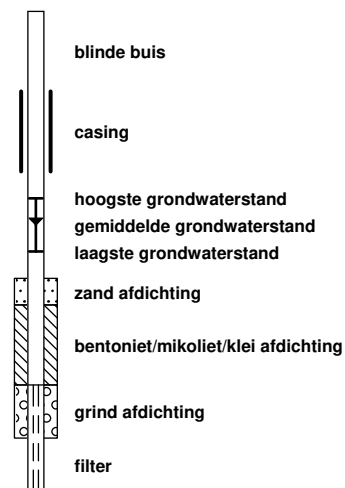 blinde buis
casing
hoogste grondwaterstand
gemiddelde grondwaterstand
laagste grondwaterstand
zand afdichting
bentoniet/mikoliet/klei afdichting
grind afdichting
filter